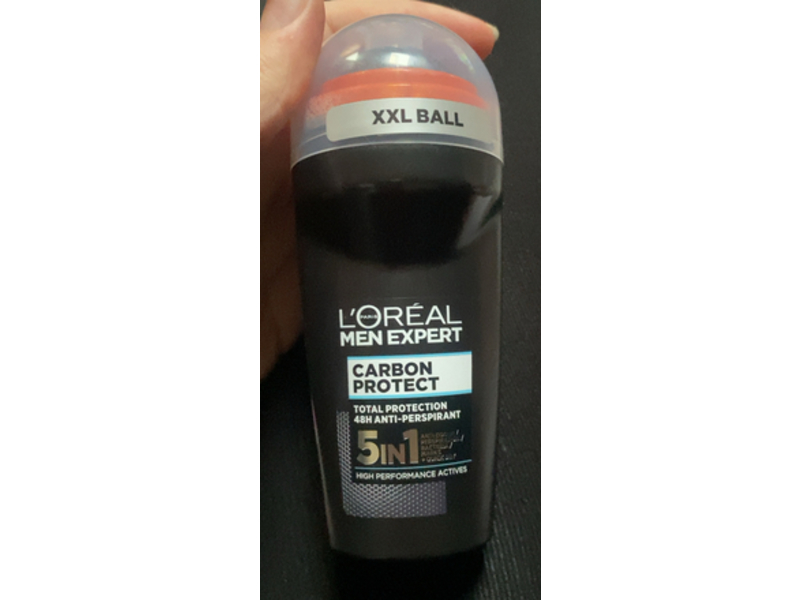 XXL BALL
L'ORÉAL
PARIS
MEN EXPERT
CARBON
PROTECT
TOTAL PROTECTION
48H ANTI-PERSPIRANT
5IN1
HIGH PERFORMANCE ACTIVES